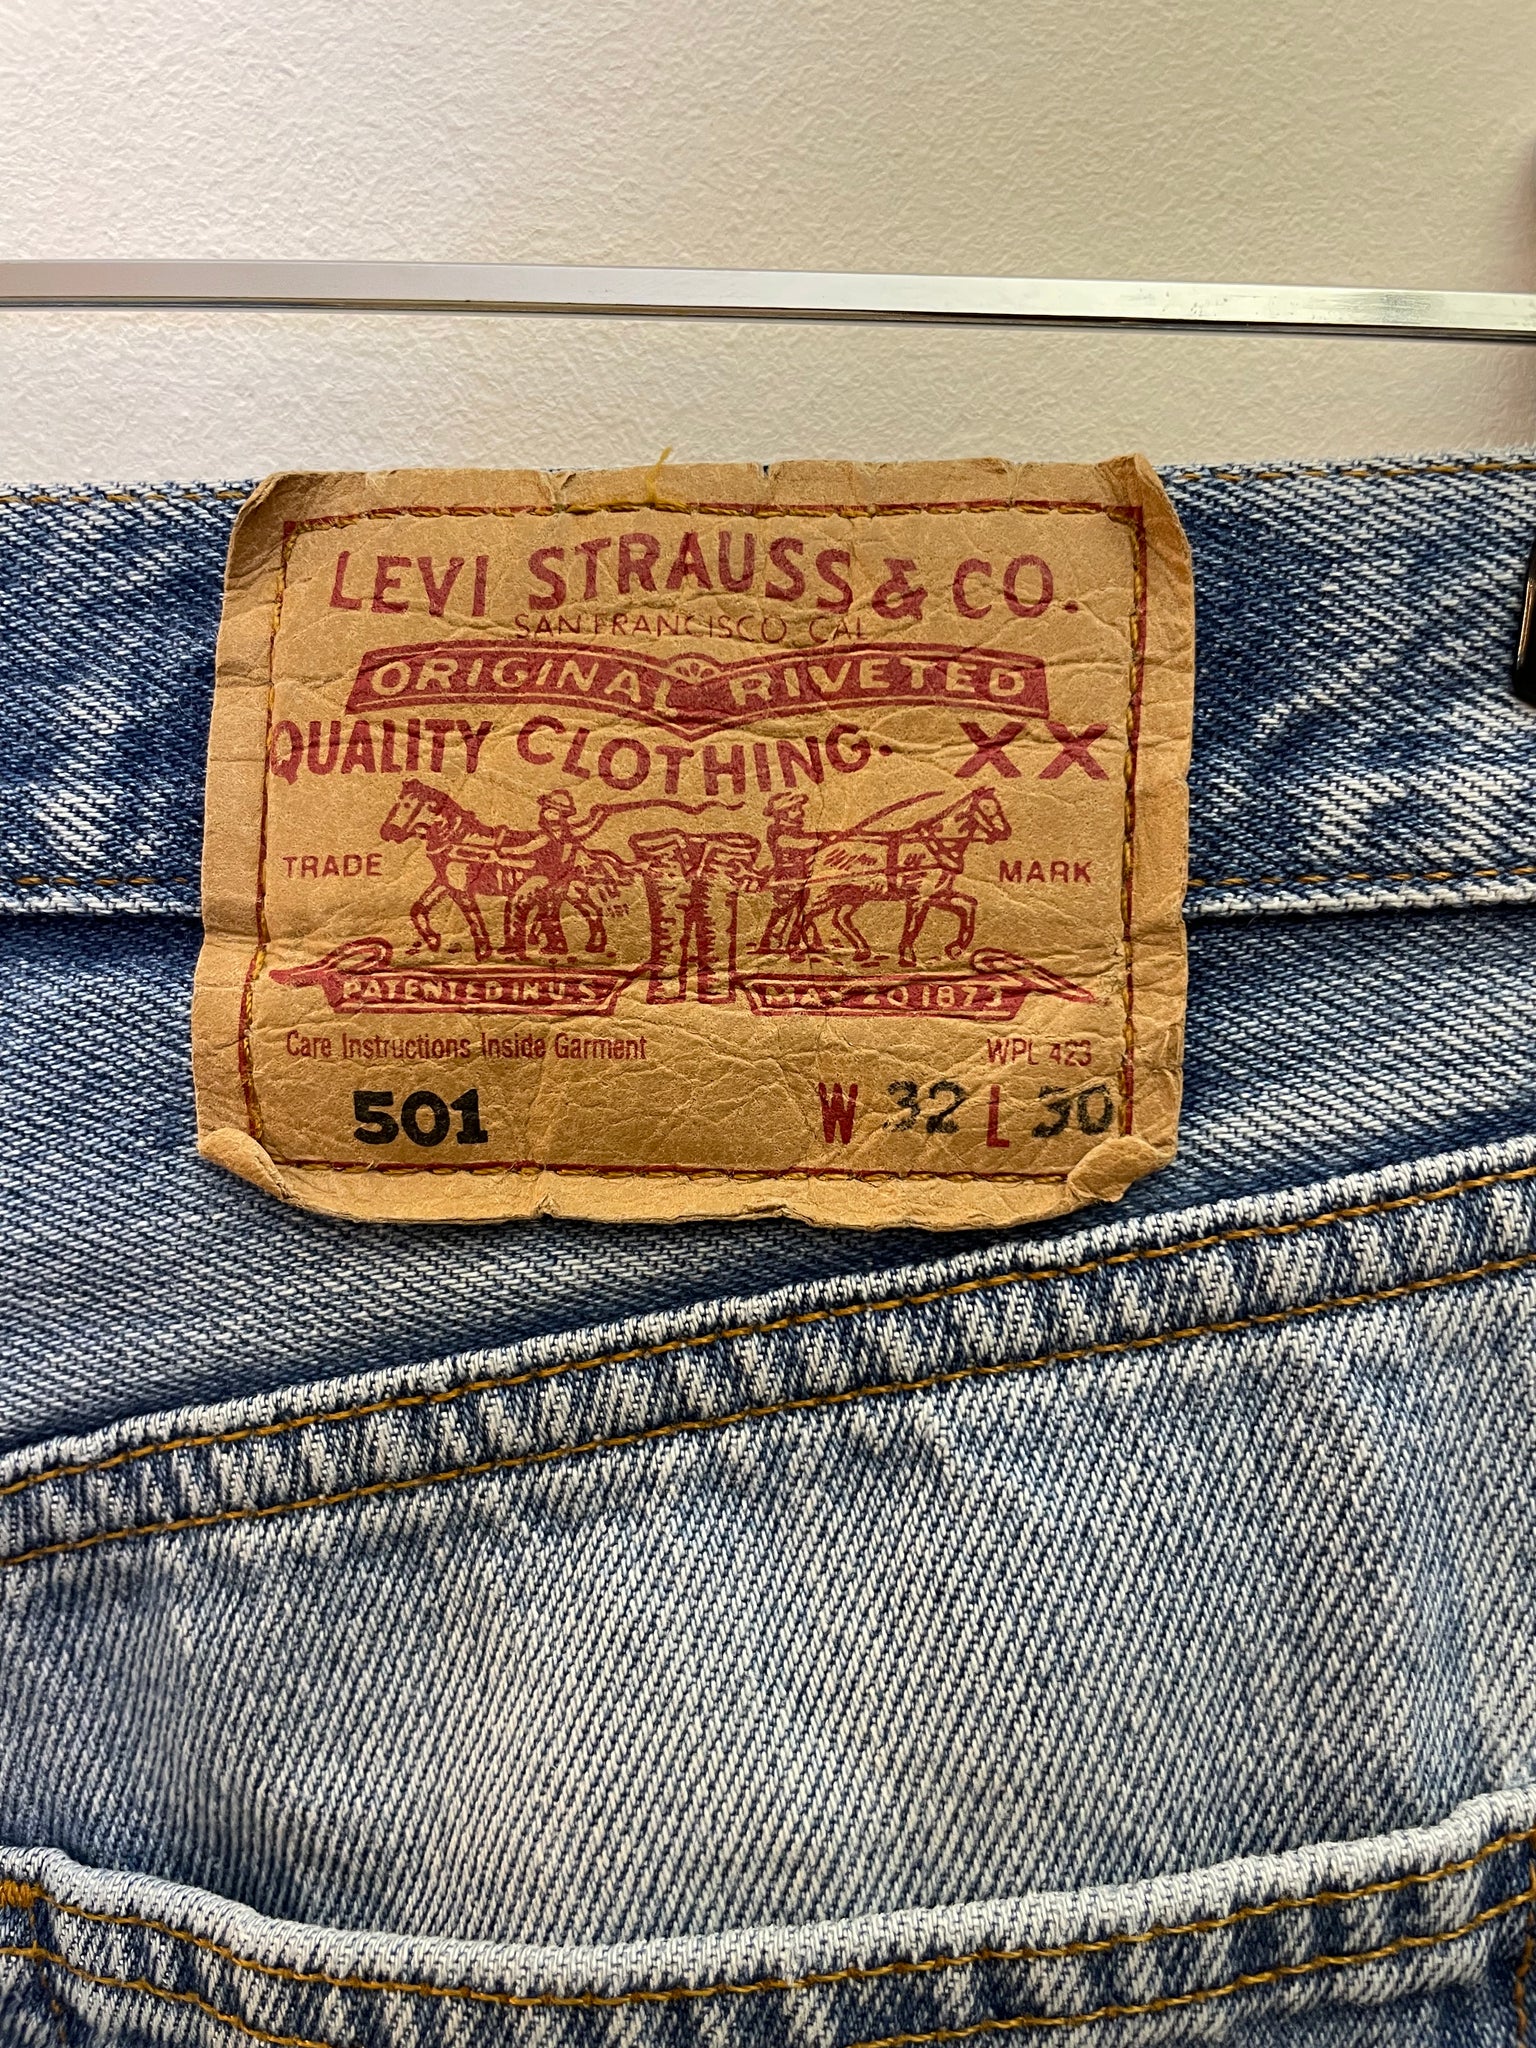 LEVI STRAUSS & CO.
SAN FRANCISCO CAL
ORIGINAL RIVETED
QUALITY CLOTHING. XX
TRADE MARK
PATENTED IN U.S. MAY 20 1873
Care Instructions Inside Garment WPL 423
501 W 32 L 30